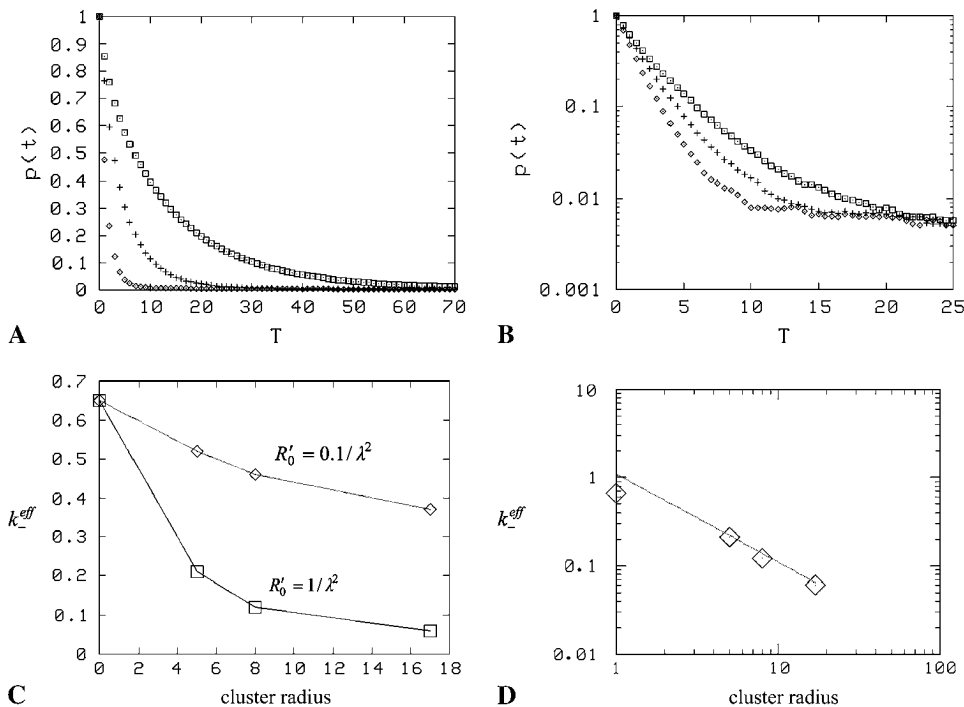 1
0.9
0.8
0.7
0.6
0.5
0.4
0.3
0.2
0.1
0
p(t)
0 10 20 30 40 50 60 70
T
A
1
0.1
0.01
0.001
p(t)
0 5 10 15 20 25
T
B
0.7
0.6
0.5
0.4
0.3
0.2
0.1
0
k_-^{eff}
R'_0 = 0.1/λ²
R'_0 = 1/λ²
0 2 4 6 8 10 12 14 16 18
cluster radius
C
10
1
0.1
0.01
k_-^{eff}
1 10 100
cluster radius
D